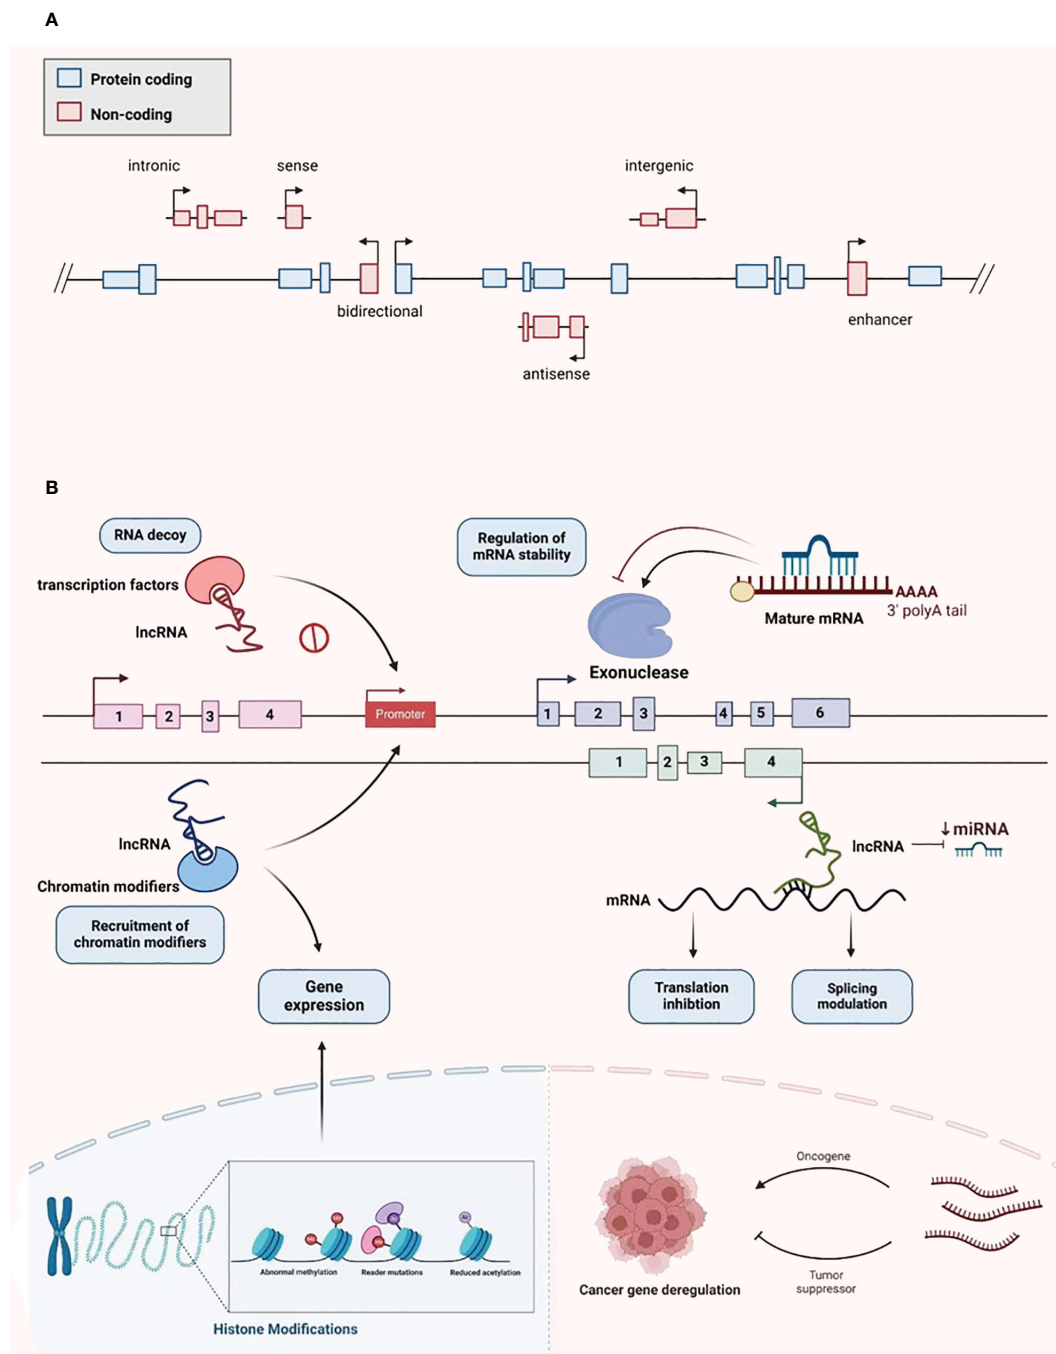 A
Protein coding
Non-coding
intronic
sense
intergenic
bidirectional
enhancer
antisense
B
RNA decoy
transcription factors
lncRNA
Regulation of
mRNA stability
Exonuclease
AAAA
3' polyA tail
Mature mRNA
1 2 3 4
Promoter
1 2 3 4 5 6
1 2 3 4
lncRNA
Chromatin modifiers
Recruitment of
chromatin modifiers
Gene
expression
lncRNA
miRNA
mRNA
Translation
inhibtion
Splicing
modulation
Ac
Abnormal methylation
Reader mutations
Reduced acetylation
Histone Modifications
Oncogene
Tumor
suppressor
Cancer gene deregulation